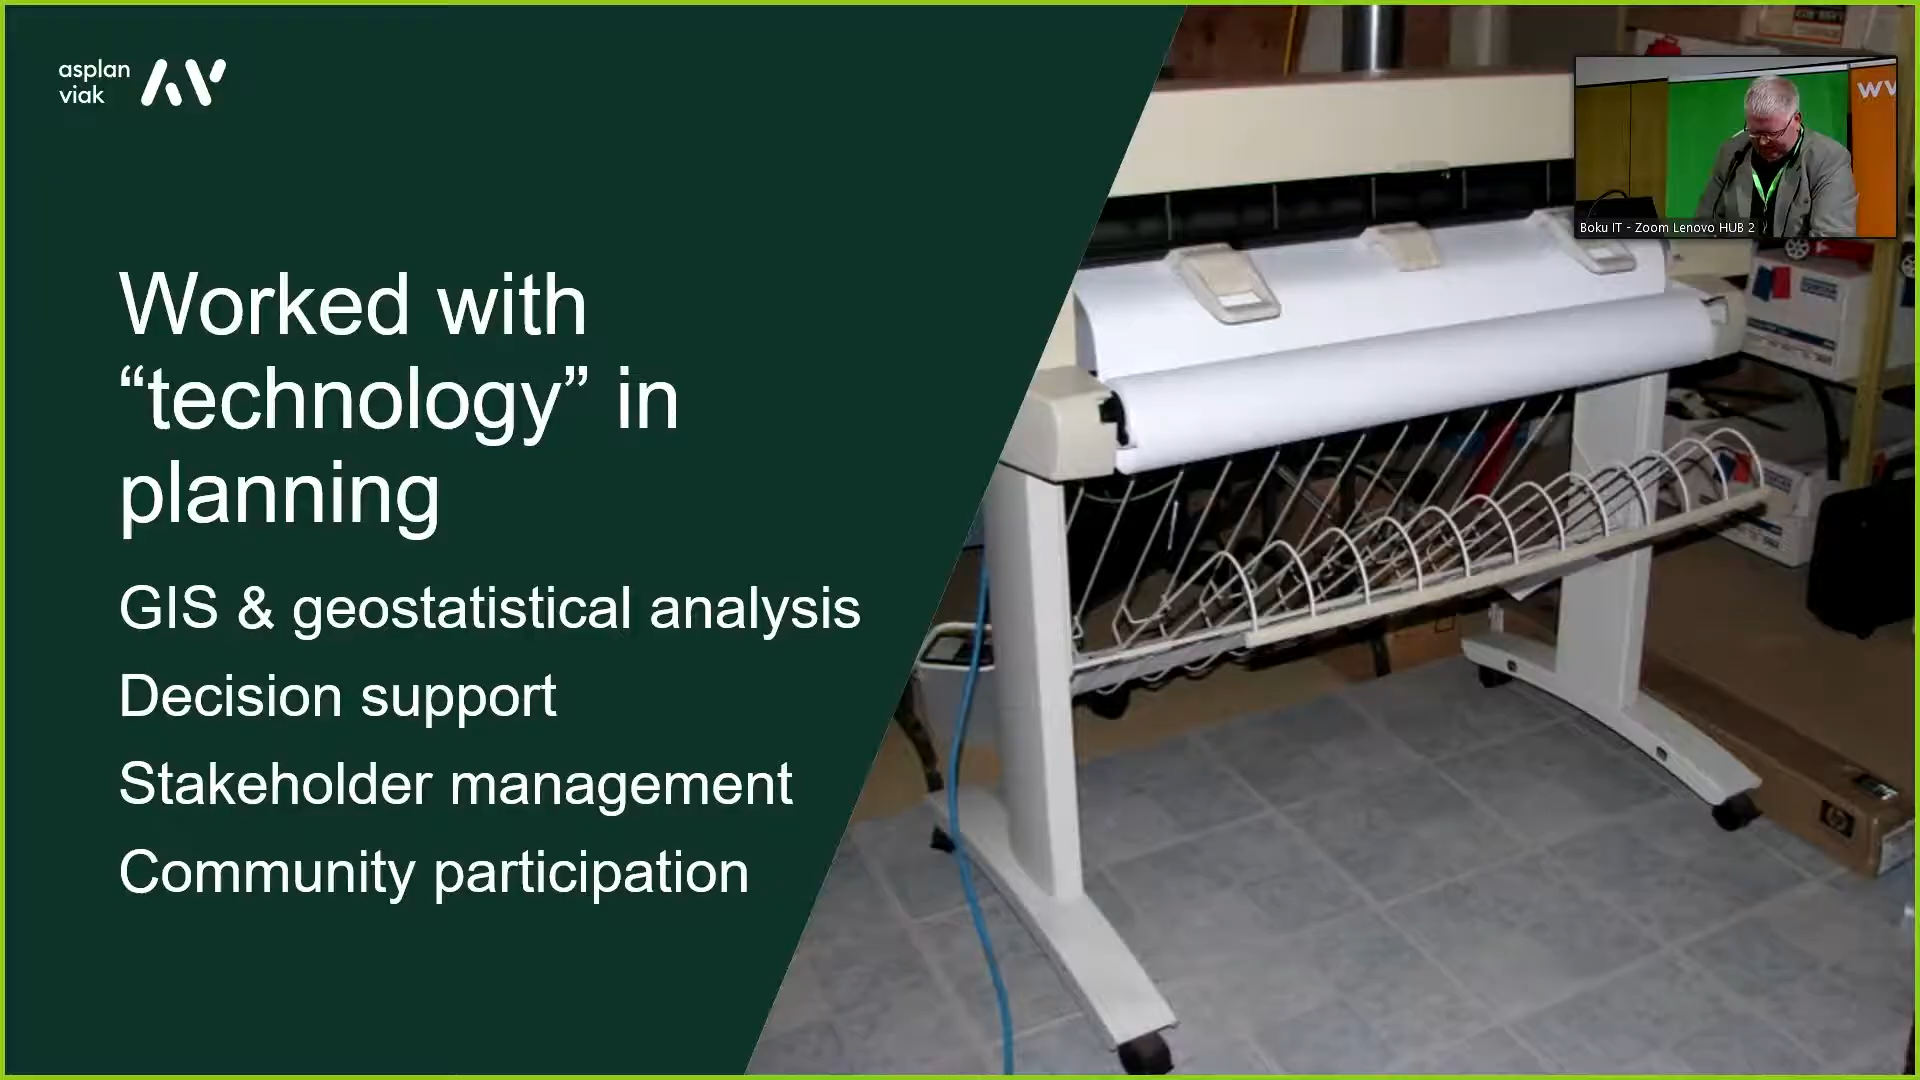 asplan
viak
Worked with
“technology” in
planning
GIS & geostatistical analysis
Decision support
Stakeholder management
Community participation
Boku IT - Zoom Lenovo HUB 2
hp